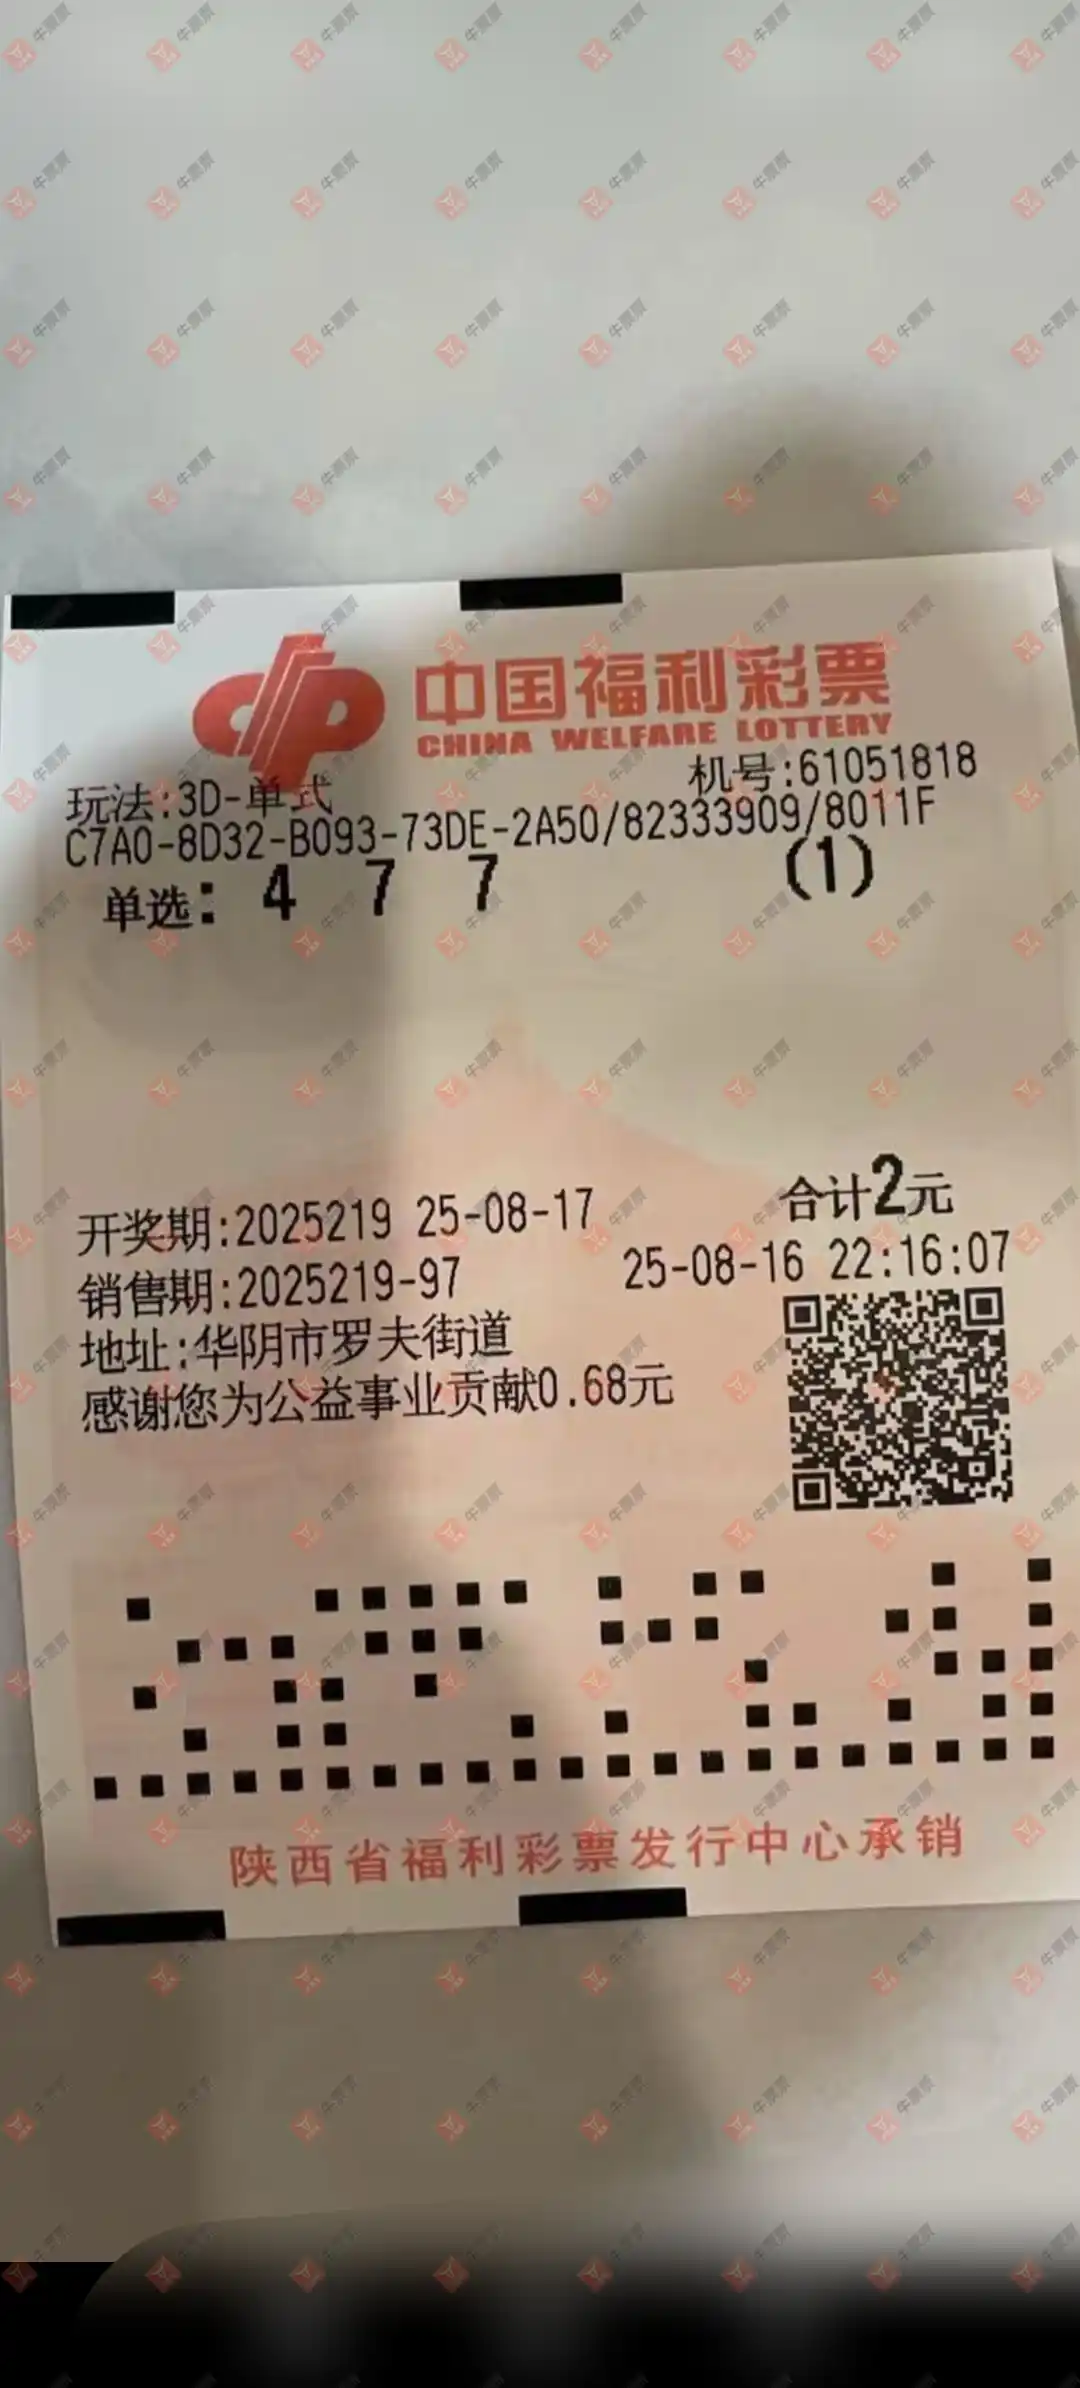 中国福利彩票
CHINA WELFARE LOTTERY
玩法:3D-单式 机号:61051818
C7A0-8D32-B093-73DE-2A50/82333909/8011F
单选: 4 7 7 (1)
合计2元
开奖期:2025219 25-08-17
销售期:2025219-97 25-08-16 22:16:07
地址:华阴市罗夫街道
感谢您为公益事业贡献0.68元
陕西省福利彩票发行中心承销
牛票票